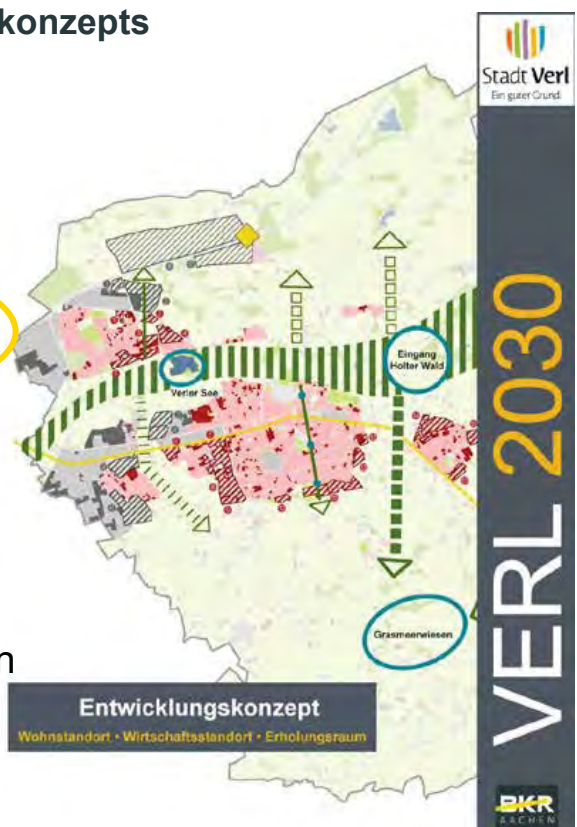 konzepts
Stadt Verl
Ein guter Grund
Eingang
Holter Wald
Verler See
Grasmeerwiesen
n
Entwicklungskonzept
Wohnstandort • Wirtschaftsstandort • Erholungsraum
VERL 2030
BKR
AACHEN